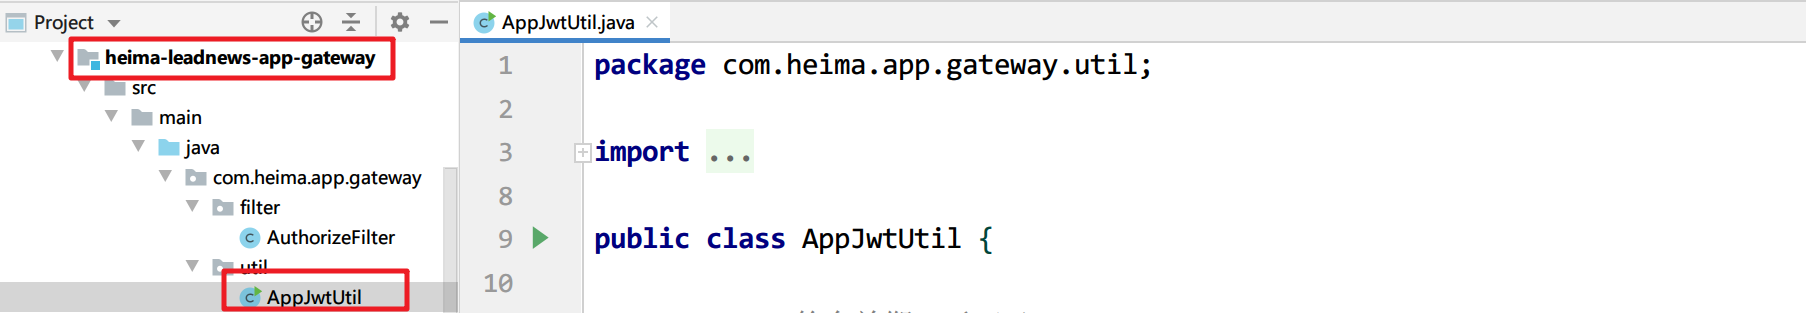 Project
heima-leadnews-app-gateway
src
main
java
com.heima.app.gateway
filter
AuthorizeFilter
util
AppJwtUtil
AppJwtUtil.java
1 package com.heima.app.gateway.util;
2
3 import ...
8
9 public class AppJwtUtil {
10